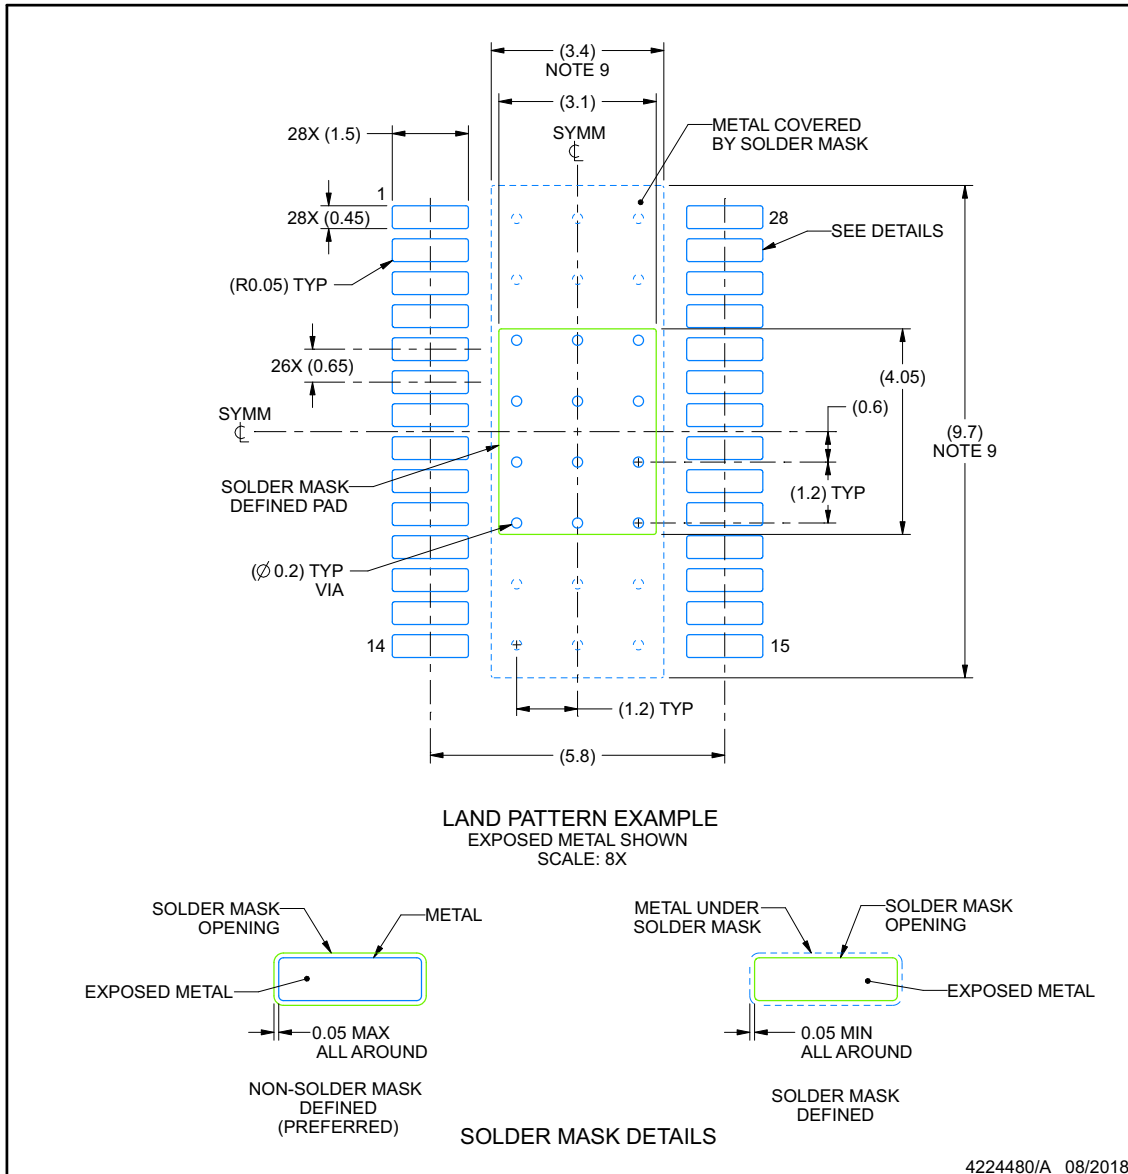 (3.4)
NOTE 9
(3.1)
SYMM
℄
METAL COVERED
BY SOLDER MASK
28X (1.5)
1
28X (0.45)
28
SEE DETAILS
(R0.05) TYP
26X (0.65)
(4.05)
(0.6)
SYMM
℄
(9.7)
NOTE 9
SOLDER MASK
DEFINED PAD
(1.2) TYP
(Ø 0.2) TYP
VIA
14
15
(1.2) TYP
(5.8)
LAND PATTERN EXAMPLE
EXPOSED METAL SHOWN
SCALE: 8X
SOLDER MASK
OPENING
METAL
EXPOSED METAL
0.05 MAX
ALL AROUND
NON-SOLDER MASK
DEFINED
(PREFERRED)
METAL UNDER
SOLDER MASK
SOLDER MASK
OPENING
EXPOSED METAL
0.05 MIN
ALL AROUND
SOLDER MASK
DEFINED
SOLDER MASK DETAILS
4224480/A 08/2018